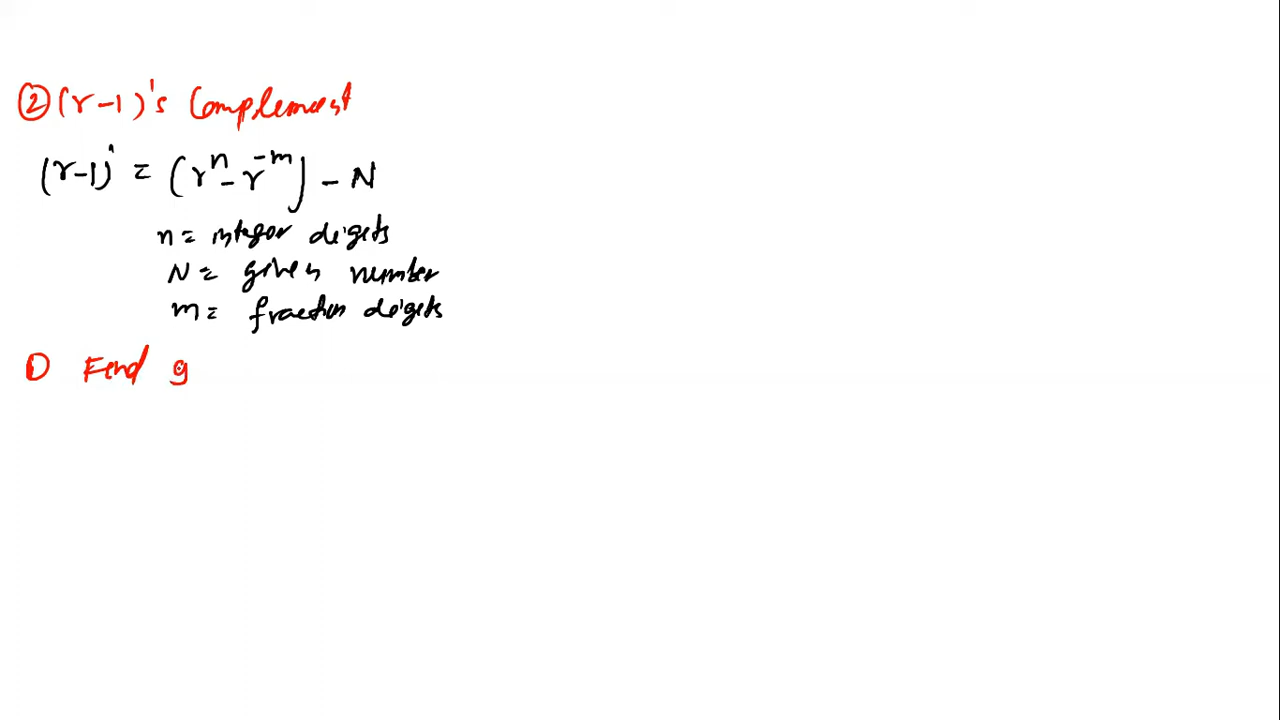 ② (r-1)'s Complement
(r-1)' = (r^n - r^-m) - N
n = integer digits
N = given number
m = fraction digits
① Find 9